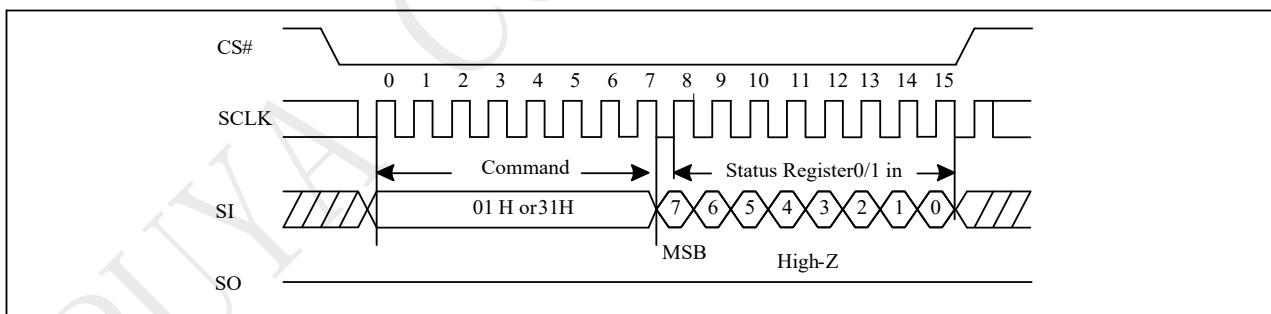 CS#
0 1 2 3 4 5 6 7 8 9 10 11 12 13 14 15
SCLK
Command
Status Register0/1 in
SI
01 H or31H
7 6 5 4 3 2 1 0
MSB
High-Z
SO
PUYA C